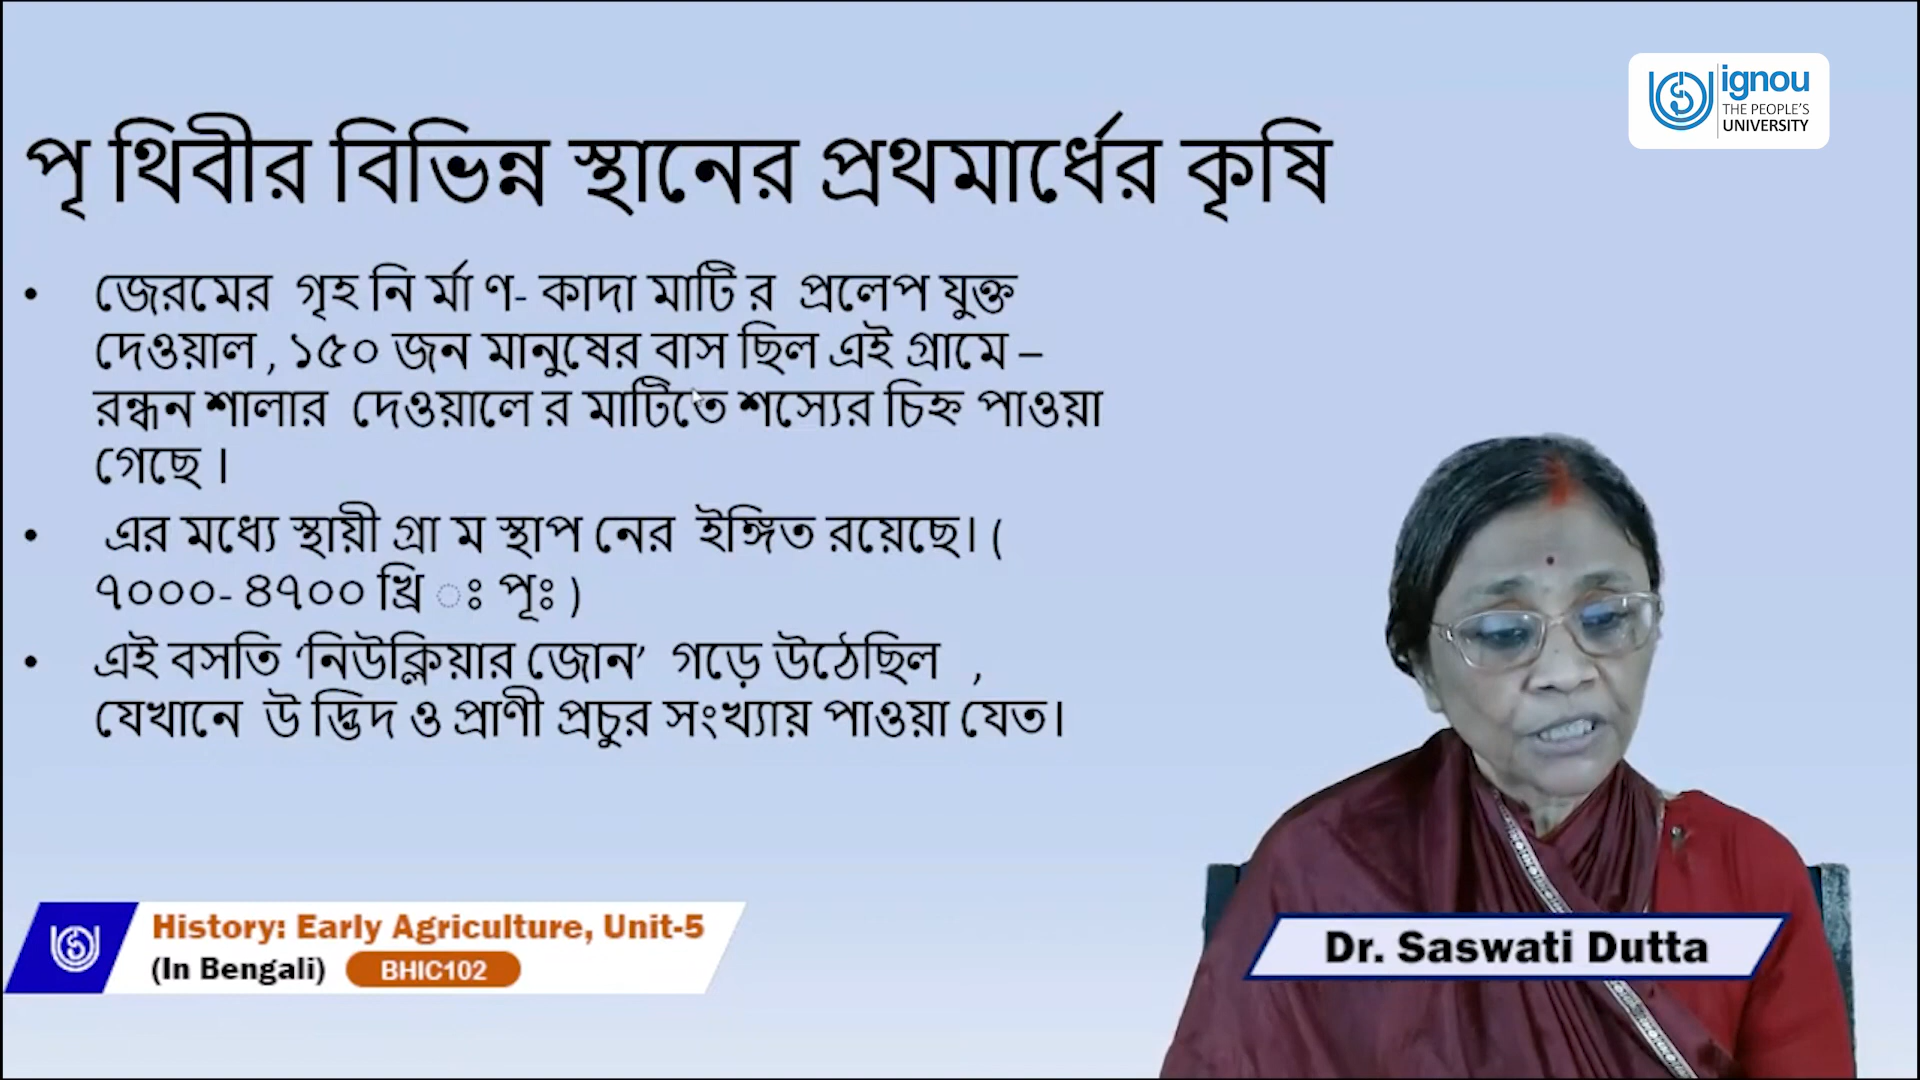 ignou
THE PEOPLE'S
UNIVERSITY
পৃ থিবীর বিভিন্ন স্থানের প্রথমার্ধের কৃষি
• জেরমের গৃহ নি র্মা ণ- কাদা মাটি র প্রলেপ যুক্ত
দেওয়াল , ১৫০ জন মানুষের বাস ছিল এই গ্রামে –
রন্ধন শালার দেওয়ালে র মাটিতে শস্যের চিহ্ন পাওয়া
গেছে ।
• এর মধ্যে স্থায়ী গ্রা ম স্থাপ নের ইঙ্গিত রয়েছে। (
৭০০০- ৪৭০০ খ্রি ঃ পূঃ )
• এই বসতি ‘নিউক্লিয়ার জোন’ গড়ে উঠেছিল ,
যেখানে উ দ্ভিদ ও প্রাণী প্রচুর সংখ্যায় পাওয়া যেত।
History: Early Agriculture, Unit-5
(In Bengali) BHIC102
Dr. Saswati Dutta